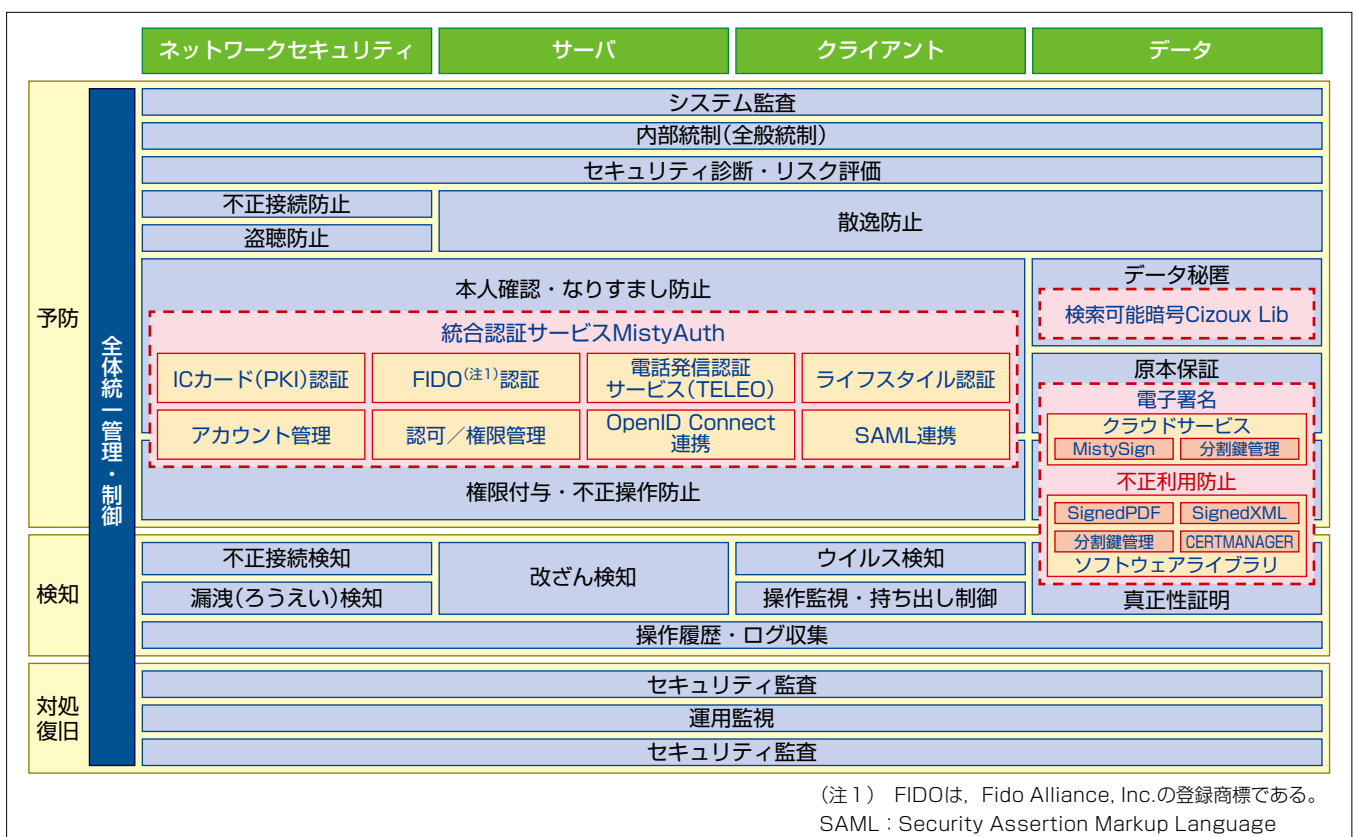 ネットワークセキュリティ
サーバ
クライアント
データ
予防
全体統一管理・制御
システム監査
内部統制(全般統制)
セキュリティ診断・リスク評価
不正接続防止
盗聴防止
散逸防止
本人確認・なりすまし防止
統合認証サービスMistyAuth
ICカード(PKI)認証
FIDO(注1)認証
電話発信認証
サービス(TELEO)
ライフスタイル認証
アカウント管理
認可／権限管理
OpenID Connect
連携
SAML連携
権限付与・不正操作防止
データ秘匿
検索可能暗号Cizoux Lib
原本保証
電子署名
クラウドサービス
MistySign
分割鍵管理
不正利用防止
SignedPDF
SignedXML
分割鍵管理
CERTMANAGER
ソフトウェアライブラリ
真正性証明
検知
不正接続検知
漏洩(ろうえい)検知
改ざん検知
ウイルス検知
操作監視・持ち出し制御
操作履歴・ログ収集
対処
復旧
セキュリティ監査
運用監視
セキュリティ監査
(注1) FIDOは，Fido Alliance, Inc.の登録商標である。
SAML：Security Assertion Markup Language